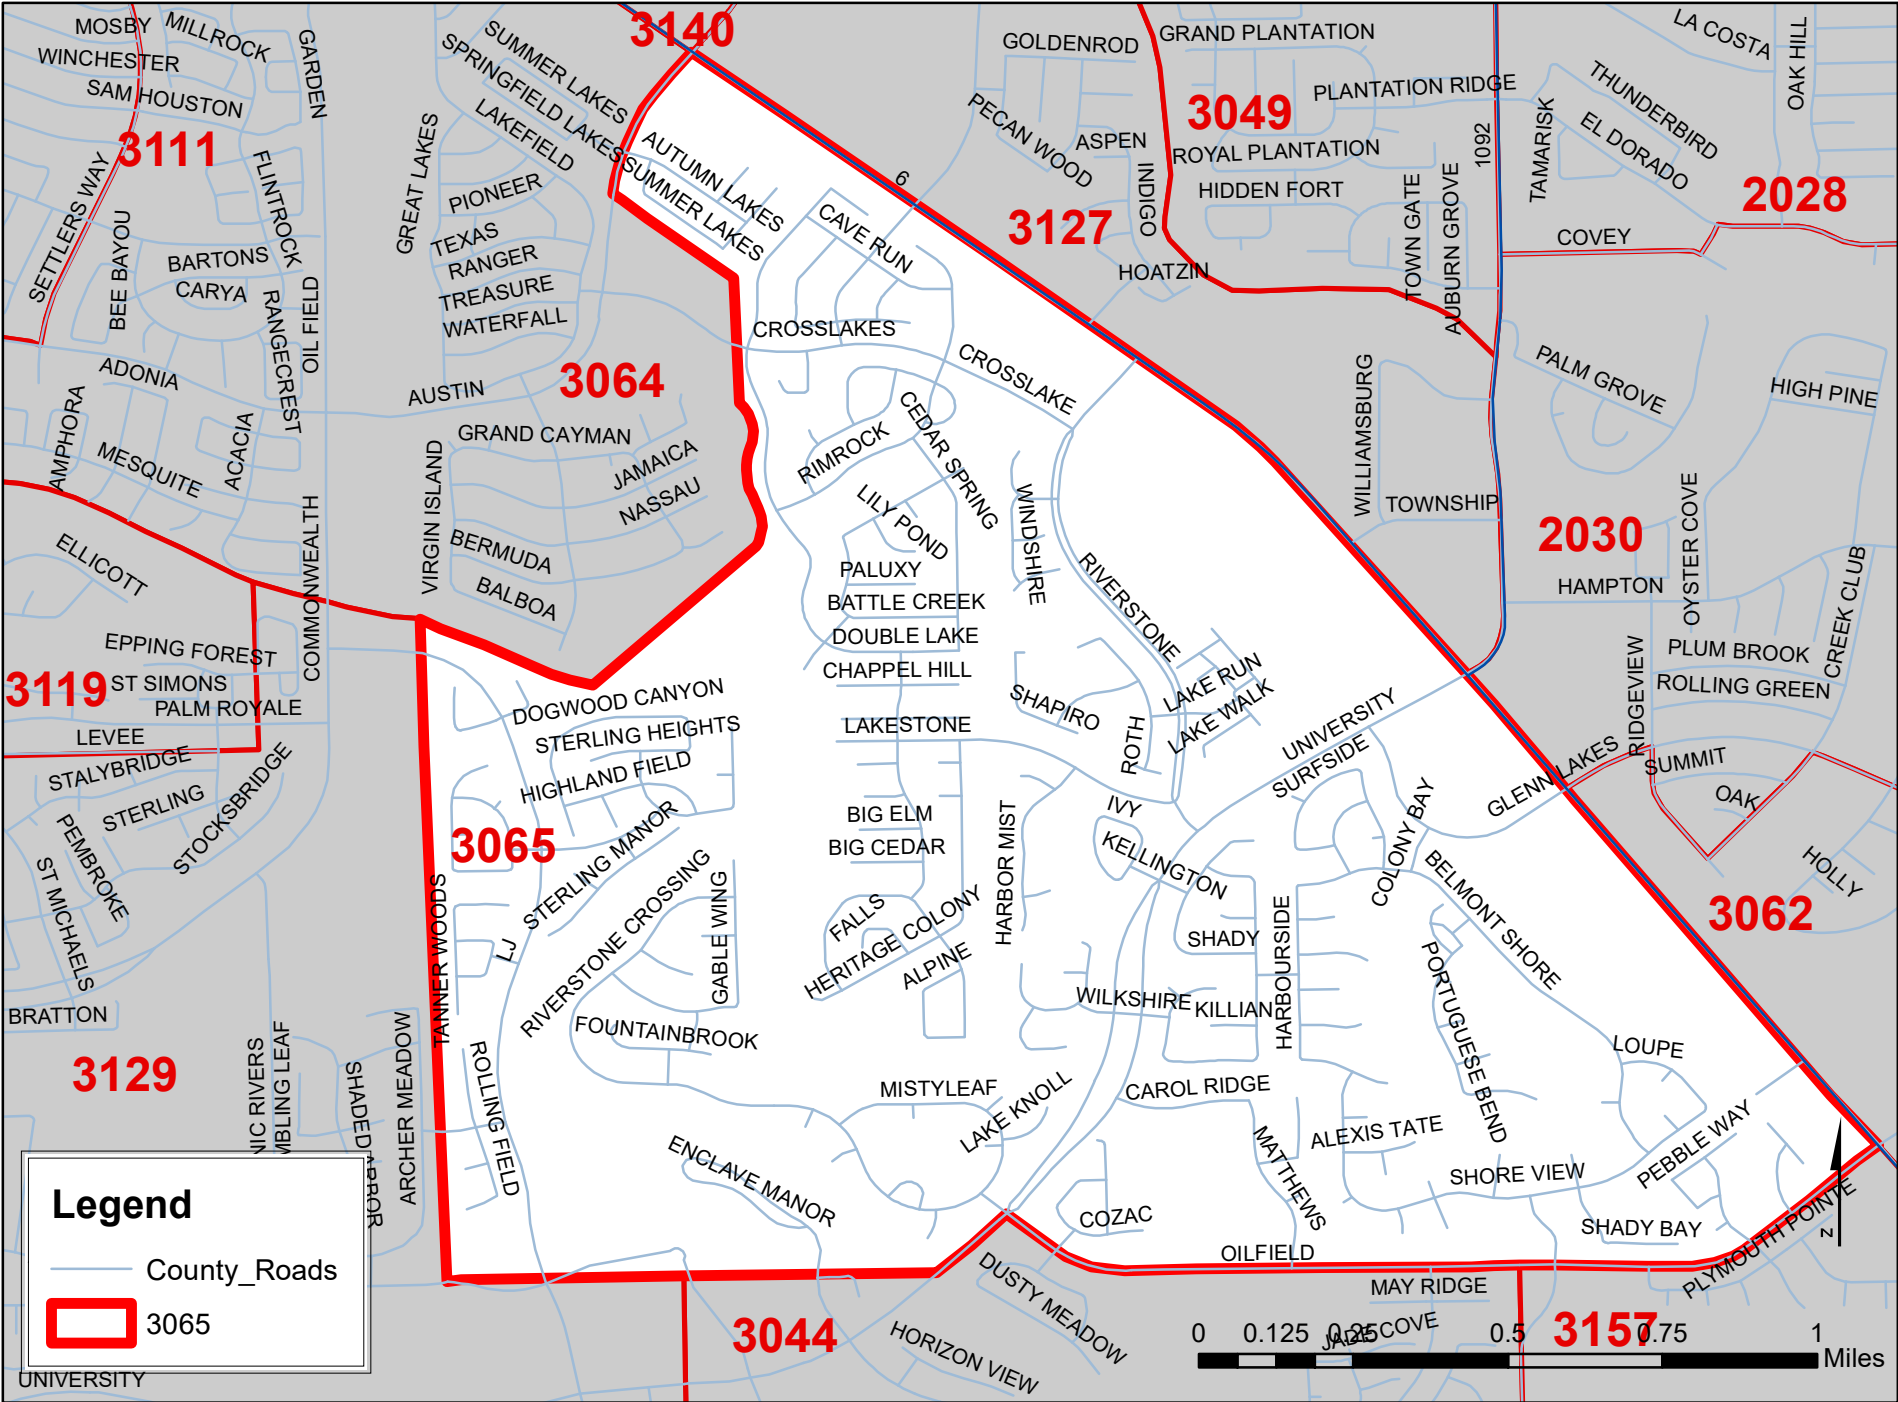 MOSBY
MILLROCK
GARDEN
WINCHESTER
SAM HOUSTON
3111
SETTLERS WAY
FLINTROCK
BEE BAYOU
BARTONS
CARYA
OIL FIELD
RANGECREST
ADONIA
AMPHORA
MESQUITE
ACACIA
SUMMER LAKES
SPRINGFIELD LAKES
LAKEFIELD
GREAT LAKES
PIONEER
TEXAS
RANGER
TREASURE
WATERFALL
AUSTIN
3064
GRAND CAYMAN
JAMAICA
NASSAU
VIRGIN ISLAND
BERMUDA
BALBOA
3140
AUTUMN LAKES
SUMMER LAKES
CAVE RUN
6
CROSSLAKES
CROSSLAKE
GOLDENROD
PECAN WOOD
ASPEN
INDIGO
3127
HOATZIN
GRAND PLANTATION
3049
PLANTATION RIDGE
ROYAL PLANTATION
HIDDEN FORT
TOWN GATE
AUBURN GROVE
1092
TAMARISK
THUNDERBIRD
EL DORADO
LA COSTA
OAK HILL
2028
COVEY
PALM GROVE
HIGH PINE
WILLIAMSBURG
TOWNSHIP
2030
OYSTER COVE
HAMPTON
CREEK CLUB
RIDGEVIEW
PLUM BROOK
ROLLING GREEN
GLENN LAKES
SUMMIT
OAK
HOLLY
3062
ELLICOTT
COMMONWEALTH
EPPING FOREST
3119
ST SIMONS
PALM ROYALE
LEVEE
STALYBRIDGE
STERLING
STOCKSBRIDGE
PEMBROKE
ST MICHAELS
BRATTON
3129
NIC RIVERS
MBLING LEAF
SHADED ARBOR
ARCHER MEADOW
TANNER WOODS
RIMROCK
CEDAR SPRING
LILY POND
WINDSHIRE
PALUXY
BATTLE CREEK
DOUBLE LAKE
CHAPPEL HILL
RIVERSTONE
LAKE RUN
LAKE WALK
SHAPIRO
ROTH
LAKESTONE
UNIVERSITY
SURFSIDE
DOGWOOD CANYON
STERLING HEIGHTS
HIGHLAND FIELD
3065
STERLING MANOR
LJ
RIVERSTONE CROSSING
GABLE WING
FOUNTAINBROOK
ROLLING FIELD
BIG ELM
BIG CEDAR
FALLS
HERITAGE COLONY
ALPINE
HARBOR MIST
IVY
KELLINGTON
SHADY
HARBOURSIDE
WILKSHIRE
KILLIAN
COLONY BAY
BELMONT SHORE
PORTUGUESE BEND
LOUPE
MISTYLEAF
LAKE KNOLL
CAROL RIDGE
MATTHEWS
ALEXIS TATE
SHORE VIEW
PEBBLE WAY
SHADY BAY
PLYMOUTH POINTE
ENCLAVE MANOR
COZAC
OILFIELD
DUSTY MEADOW
MAY RIDGE
JADE COVE
3157
3044
HORIZON VIEW
UNIVERSITY
Legend
County_Roads
3065
N
0 0.125 0.25 0.5 0.75 1
Miles